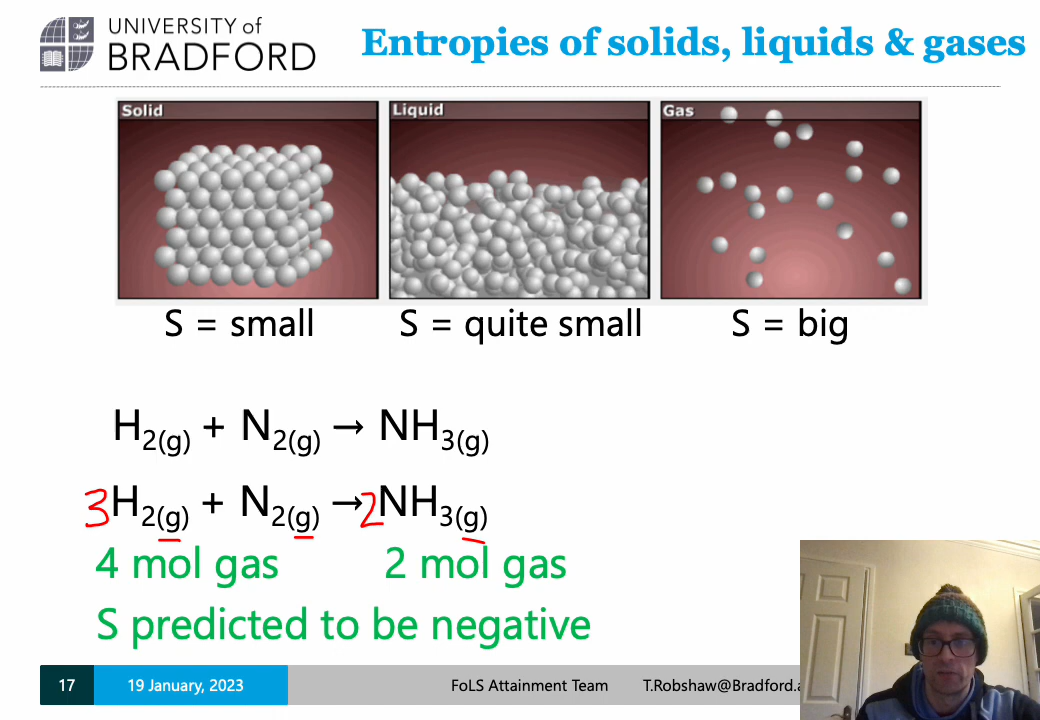 UNIVERSITY of
BRADFORD
Entropies of solids, liquids & gases
Solid
Liquid
Gas
S = small
S = quite small
S = big
H2(g) + N2(g) → NH3(g)
3H2(g) + N2(g) → 2NH3(g)
4 mol gas
2 mol gas
S predicted to be negative
17
19 January, 2023
FoLS Attainment Team
T.Robshaw@Bradford.a